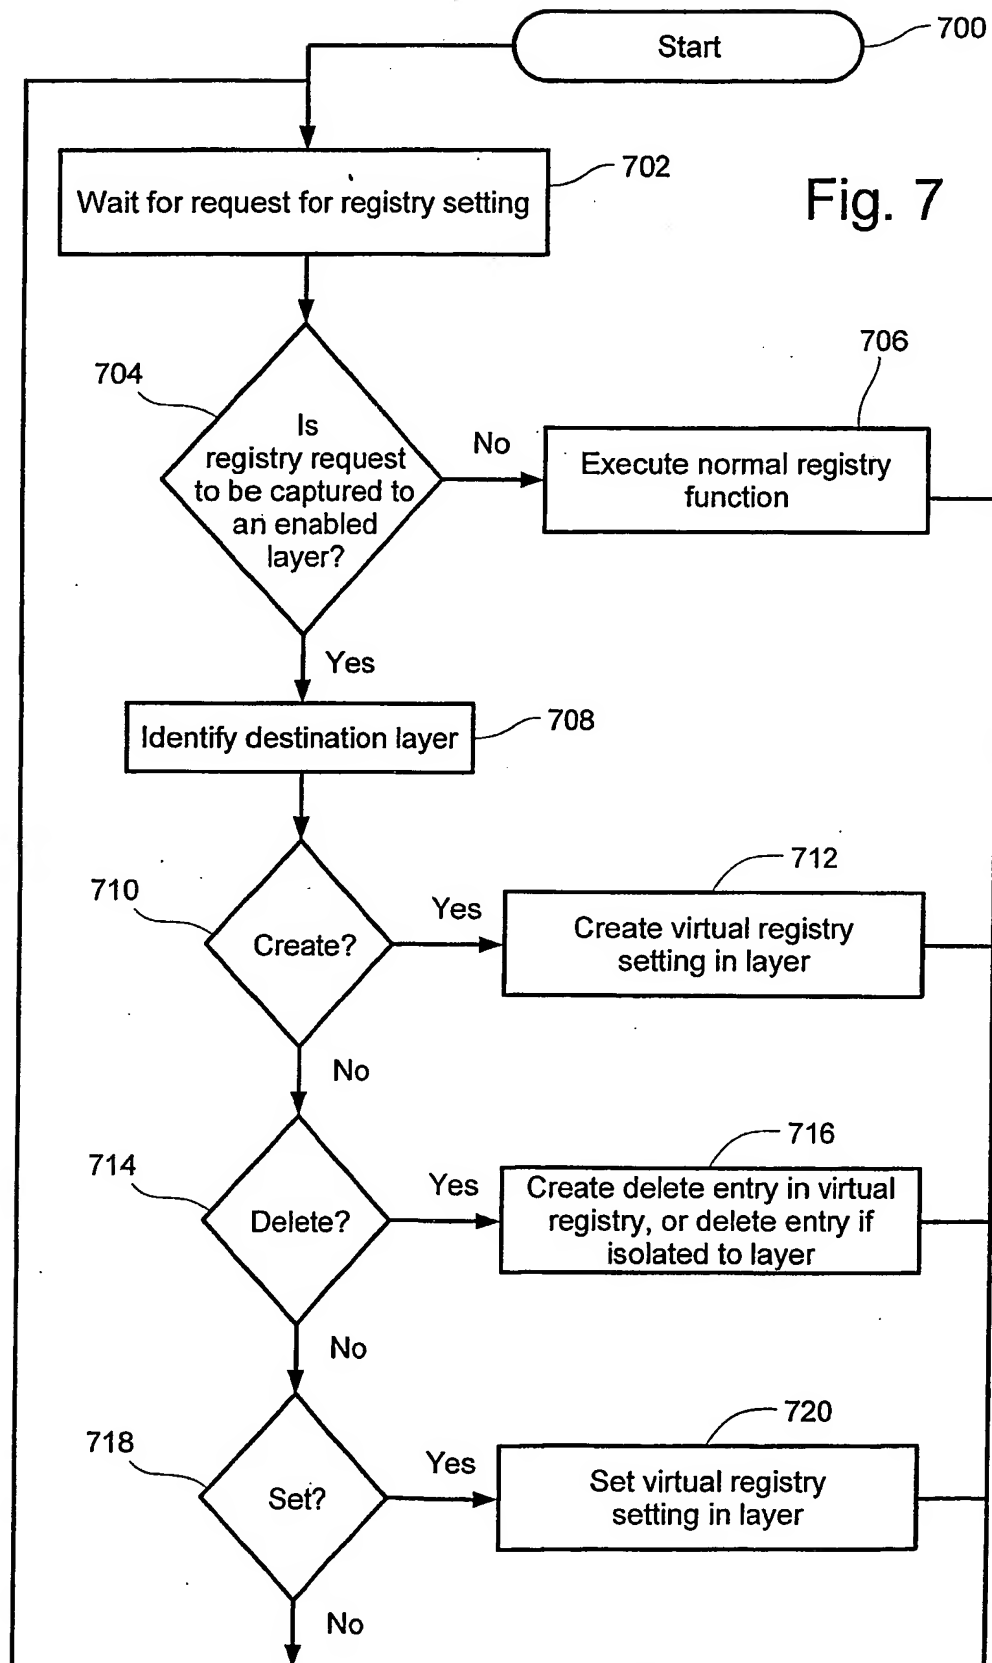 Start
700
Wait for request for registry setting
702
Fig. 7
704
Is
registry request
to be captured to
an enabled
layer?
No
706
Execute normal registry
function
Yes
Identify destination layer
708
710
Create?
Yes
712
Create virtual registry
setting in layer
No
714
Delete?
Yes
716
Create delete entry in virtual
registry, or delete entry if
isolated to layer
No
718
Set?
Yes
720
Set virtual registry
setting in layer
No